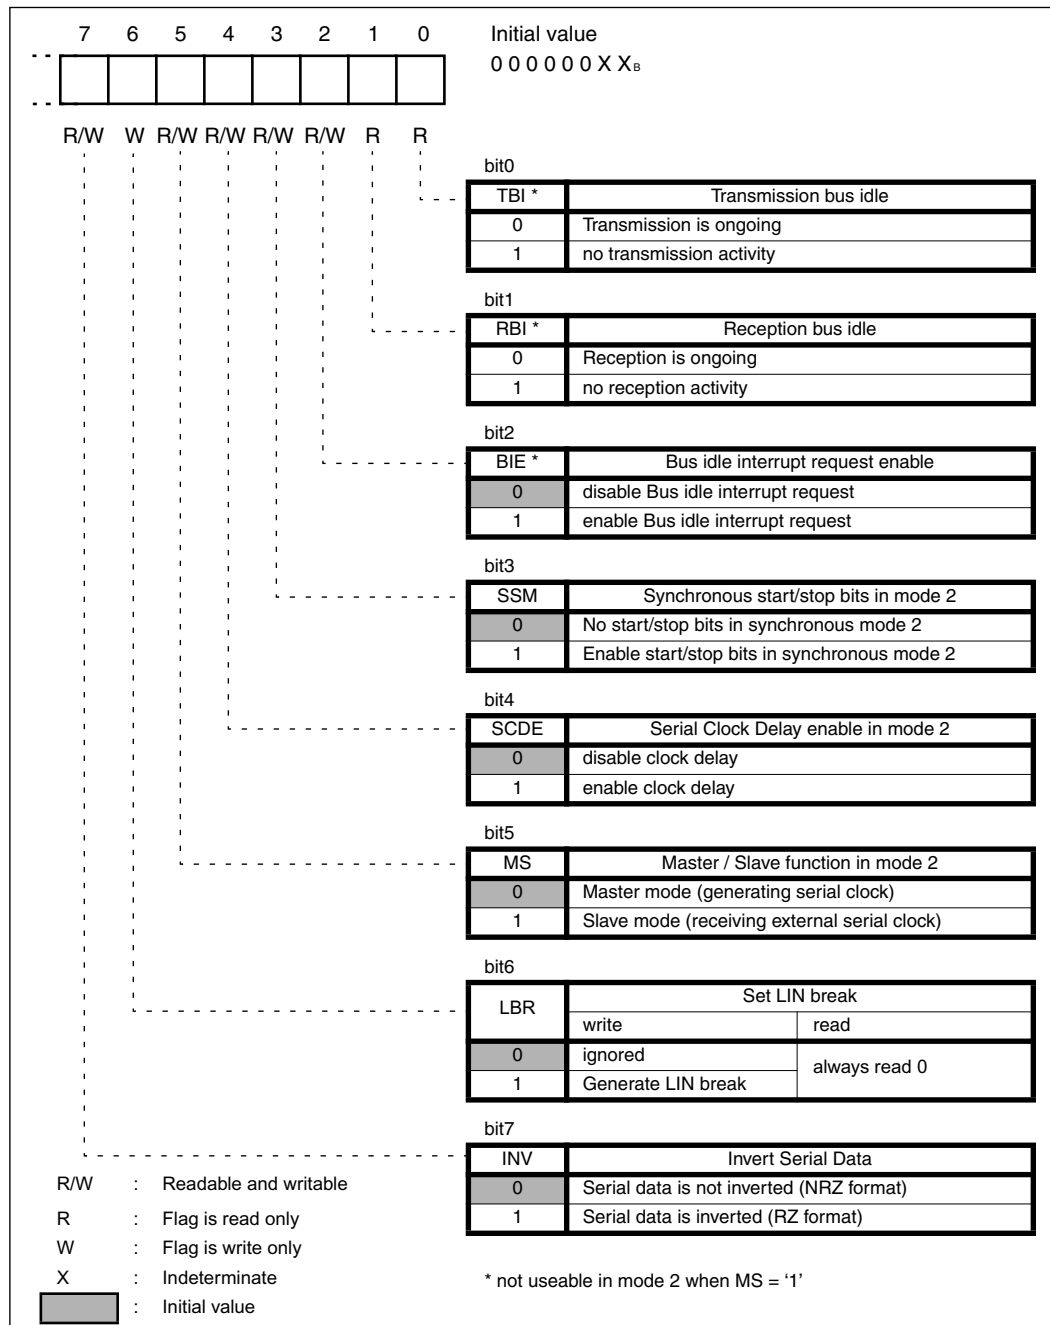 7 6 5 4 3 2 1 0 Initial value
0 0 0 0 0 0 X X B
R/W W R/W R/W R/W R/W R R
bit0
TBI * Transmission bus idle
0 Transmission is ongoing
1 no transmission activity
bit1
RBI * Reception bus idle
0 Reception is ongoing
1 no reception activity
bit2
BIE * Bus idle interrupt request enable
0 disable Bus idle interrupt request
1 enable Bus idle interrupt request
bit3
SSM Synchronous start/stop bits in mode 2
0 No start/stop bits in synchronous mode 2
1 Enable start/stop bits in synchronous mode 2
bit4
SCDE Serial Clock Delay enable in mode 2
0 disable clock delay
1 enable clock delay
bit5
MS Master / Slave function in mode 2
0 Master mode (generating serial clock)
1 Slave mode (receiving external serial clock)
bit6
LBR Set LIN break
write read
0 ignored always read 0
1 Generate LIN break
bit7
INV Invert Serial Data
0 Serial data is not inverted (NRZ format)
1 Serial data is inverted (RZ format)
R/W : Readable and writable
R : Flag is read only
W : Flag is write only
X : Indeterminate
: Initial value
* not useable in mode 2 when MS = ‘1’